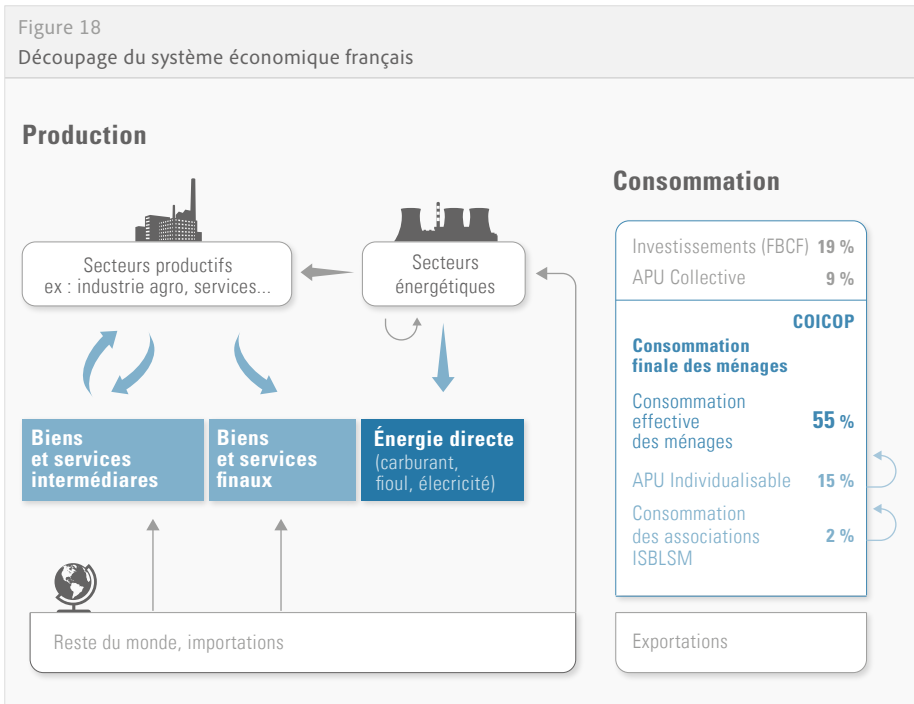 Figure 18
Découpage du système économique français
Production
Secteurs productifs
ex : industrie agro, services...
Secteurs
énergétiques
Biens
et services
intermédiares
Biens
et services
finaux
Énergie directe
(carburant,
fioul, élecricité)
Reste du monde, importations
Consommation
Investissements (FBCF) 19 %
APU Collective 9 %
COICOP
Consommation
finale des ménages
Consommation
effective 55 %
des ménages
APU Individualisable 15 %
Consommation
des associations 2 %
ISBLSM
Exportations